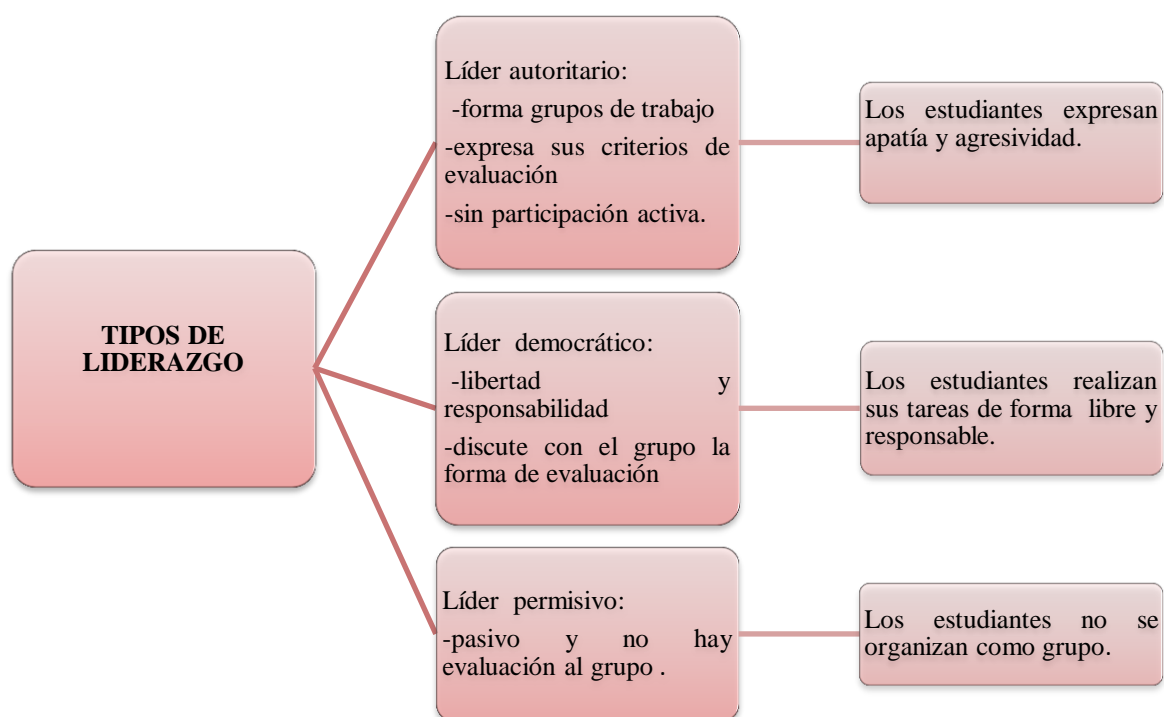 TIPOS DE
LIDERAZGO
Líder autoritario:
-forma grupos de trabajo
-expresa sus criterios de
evaluación
-sin participación activa.
Los estudiantes expresan
apatía y agresividad.
Líder democrático:
-libertad y
responsabilidad
-discute con el grupo la
forma de evaluación
Los estudiantes realizan
sus tareas de forma libre y
responsable.
Líder permisivo:
-pasivo y no hay
evaluación al grupo .
Los estudiantes no se
organizan como grupo.